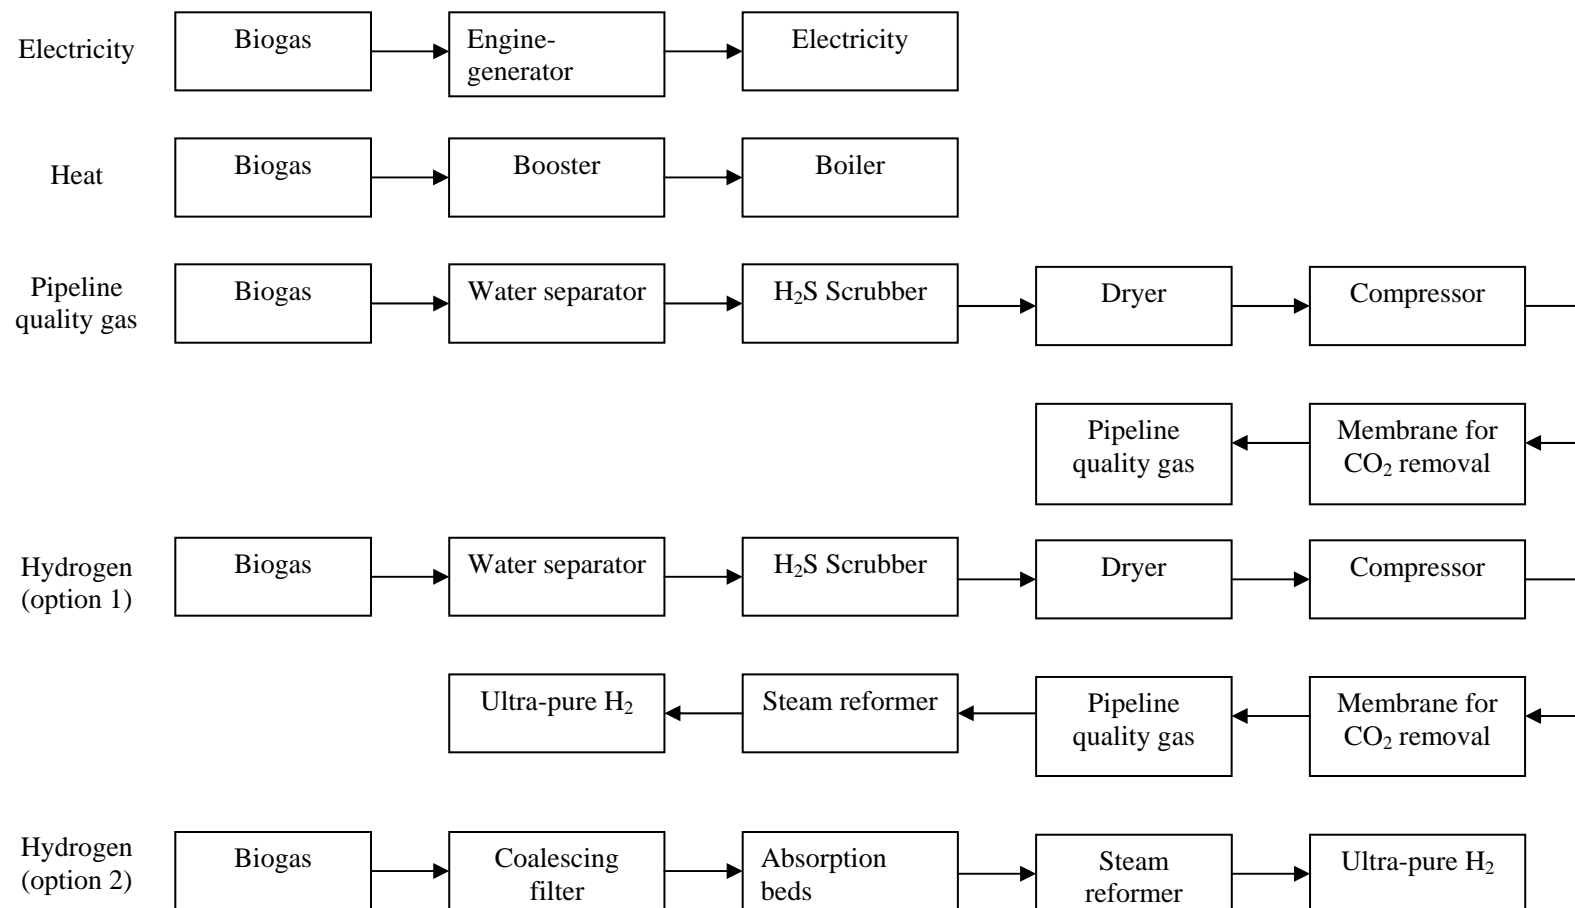 Electricity
Biogas
Engine-
generator
Electricity
Heat
Biogas
Booster
Boiler
Pipeline
quality gas
Biogas
Water separator
H₂S Scrubber
Dryer
Compressor
Pipeline
quality gas
Membrane for
CO₂ removal
Hydrogen
(option 1)
Biogas
Water separator
H₂S Scrubber
Dryer
Compressor
Ultra-pure H₂
Steam reformer
Pipeline
quality gas
Membrane for
CO₂ removal
Hydrogen
(option 2)
Biogas
Coalescing
filter
Absorption
beds
Steam
reformer
Ultra-pure H₂